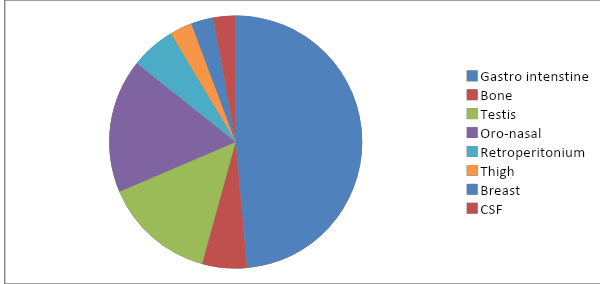 Gastro intenstine
Bone
Testis
Oro-nasal
Retroperitonium
Thigh
Breast
CSF